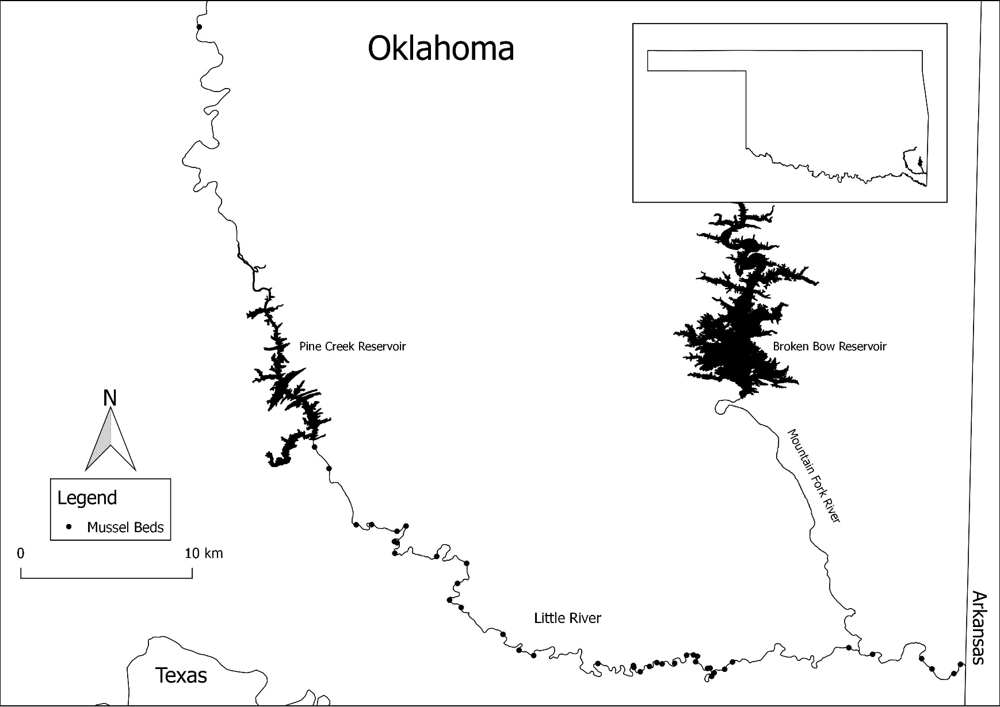 Oklahoma
Pine Creek Reservoir
Broken Bow Reservoir
N
Mountain Fork River
Legend
Mussel Beds
0
10 km
Little River
Arkansas
Texas